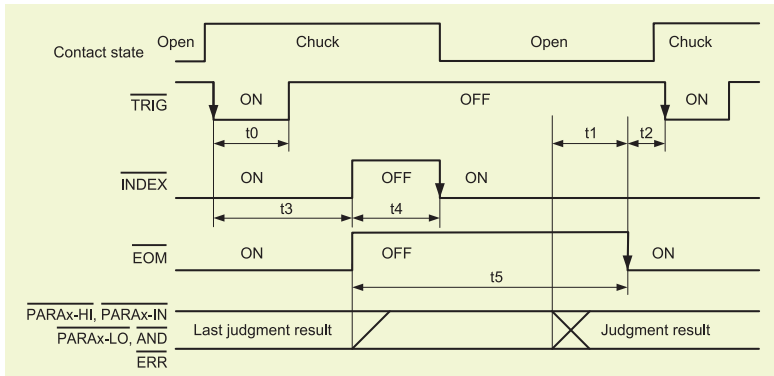 Contact state Open Chuck Open Chuck
TRIG ON OFF ON
t0 t1 t2
INDEX ON OFF ON
t3 t4
EOM ON OFF ON
t5
PARAx-HI, PARAx-IN
PARAx-LO, AND Last judgment result Judgment result
ERR